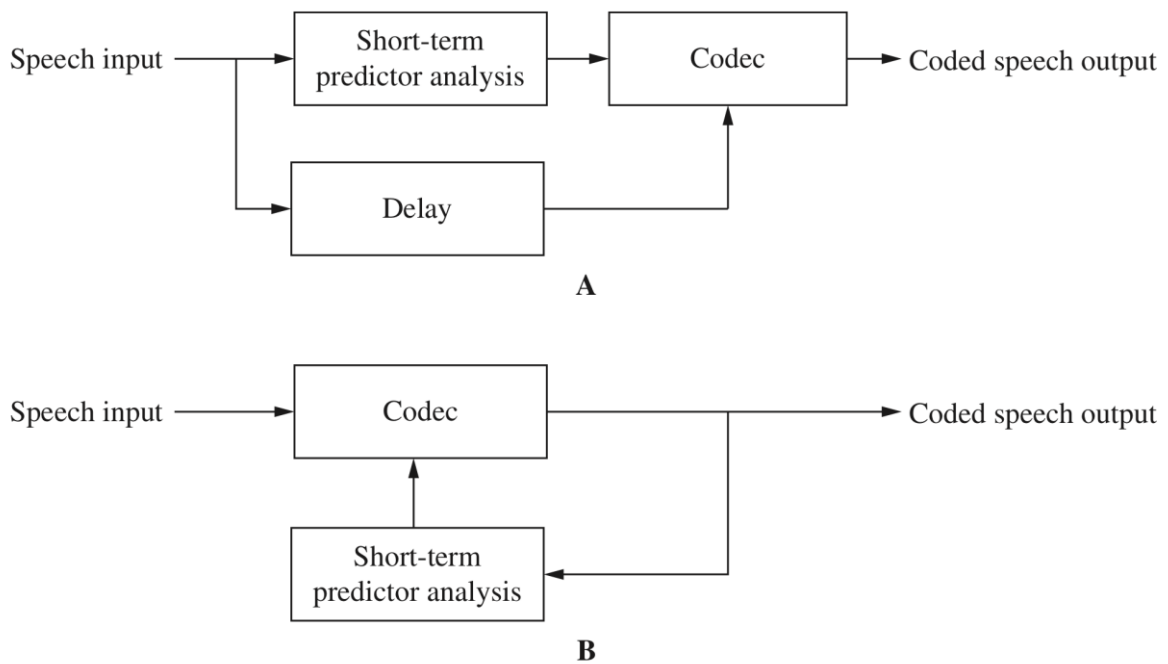 Speech input
Short-term
predictor analysis
Codec
Coded speech output
Delay
A
Speech input
Codec
Coded speech output
Short-term
predictor analysis
B